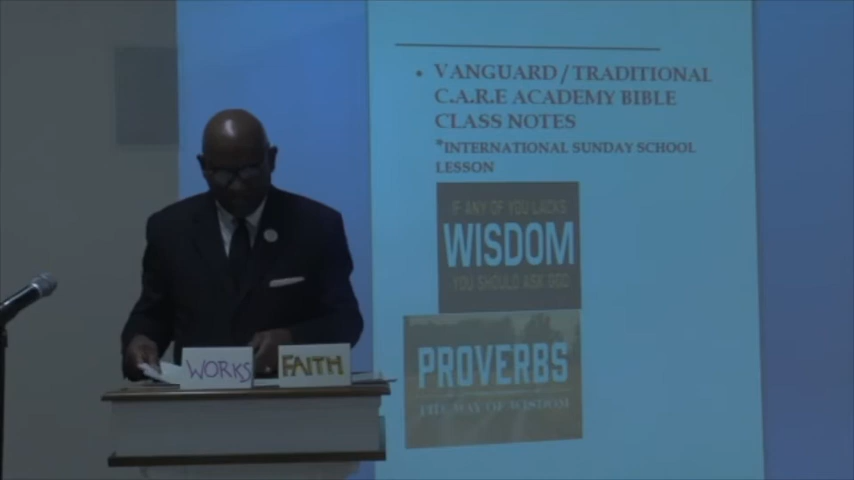 • VANGUARD / TRADITIONAL
C.A.R.E ACADEMY BIBLE
CLASS NOTES
*INTERNATIONAL SUNDAY SCHOOL
LESSON
IF ANY OF YOU LACKS
WISDOM
YOU SHOULD ASK GOD
PROVERBS
THE WAY OF WISDOM
WORKS
FAITH